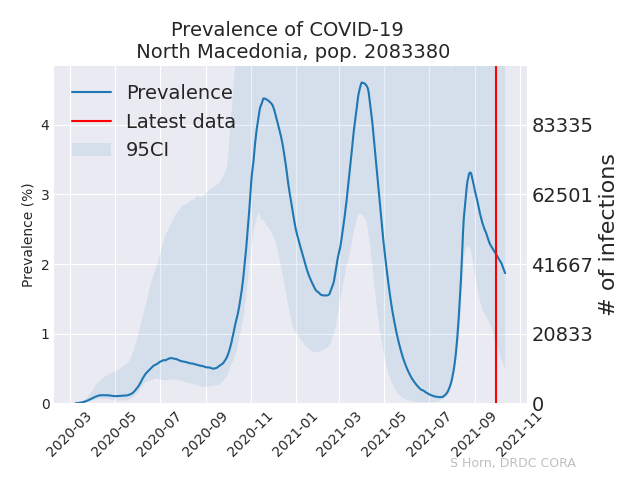 Prevalence of COVID-19
North Macedonia, pop. 2083380
Prevalence
Latest data
95CI
Prevalence (%)
4
3
2
1
0
83335
62501
41667
20833
0
# of infections
2020-03
2020-05
2020-07
2020-09
2020-11
2021-01
2021-03
2021-05
2021-07
2021-09
2021-11
S Horn, DRDC CORA